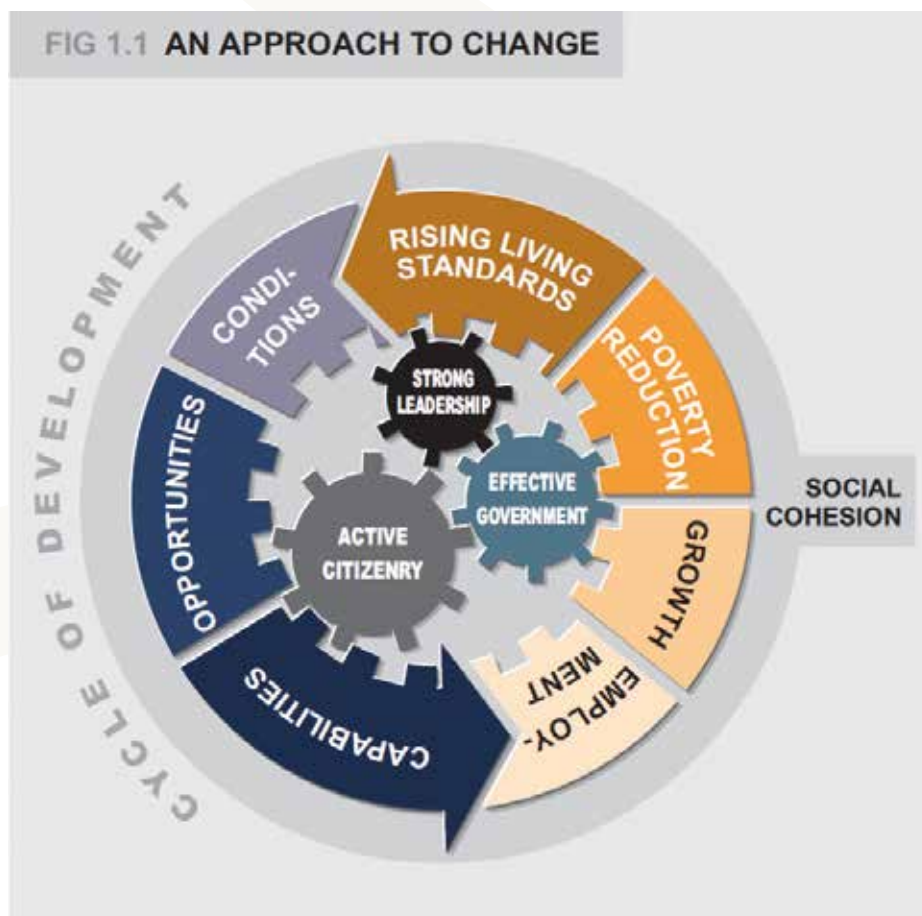 FIG 1.1 AN APPROACH TO CHANGE
CYCLE OF DEVELOPMENT
RISING LIVING
STANDARDS
POVERTY
REDUCTION
GROWTH
EMPLOY-
MENT
CAPABILITIES
OPPORTUNITIES
CONDI-
TIONS
STRONG
LEADERSHIP
EFFECTIVE
GOVERNMENT
ACTIVE
CITIZENRY
SOCIAL
COHESION